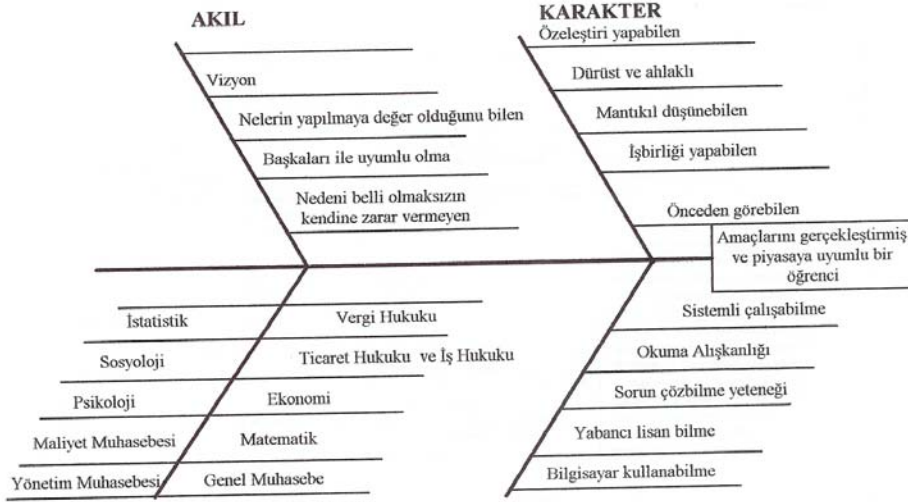 AKIL
Vizyon
Nelerin yapılmaya değer olduğunu bilen
Başkaları ile uyumlu olma
Nedeni belli olmaksızın
kendine zarar vermeyen
KARAKTER
Özeleştiri yapabilen
Dürüst ve ahlaklı
Mantıkıl düşünebilen
İşbirliği yapabilen
Önceden görebilen
Amaçlarını gerçekleştirmiş
ve piyasaya uyumlu bir
öğrenci
İstatistik
Vergi Hukuku
Sosyoloji
Ticaret Hukuku ve İş Hukuku
Psikoloji
Ekonomi
Maliyet Muhasebesi
Matematik
Yönetim Muhasebesi
Genel Muhasebe
Sistemli çalışabilme
Okuma Alışkanlığı
Sorun çözbilme yeteneği
Yabancı lisan bilme
Bilgisayar kullanabilme